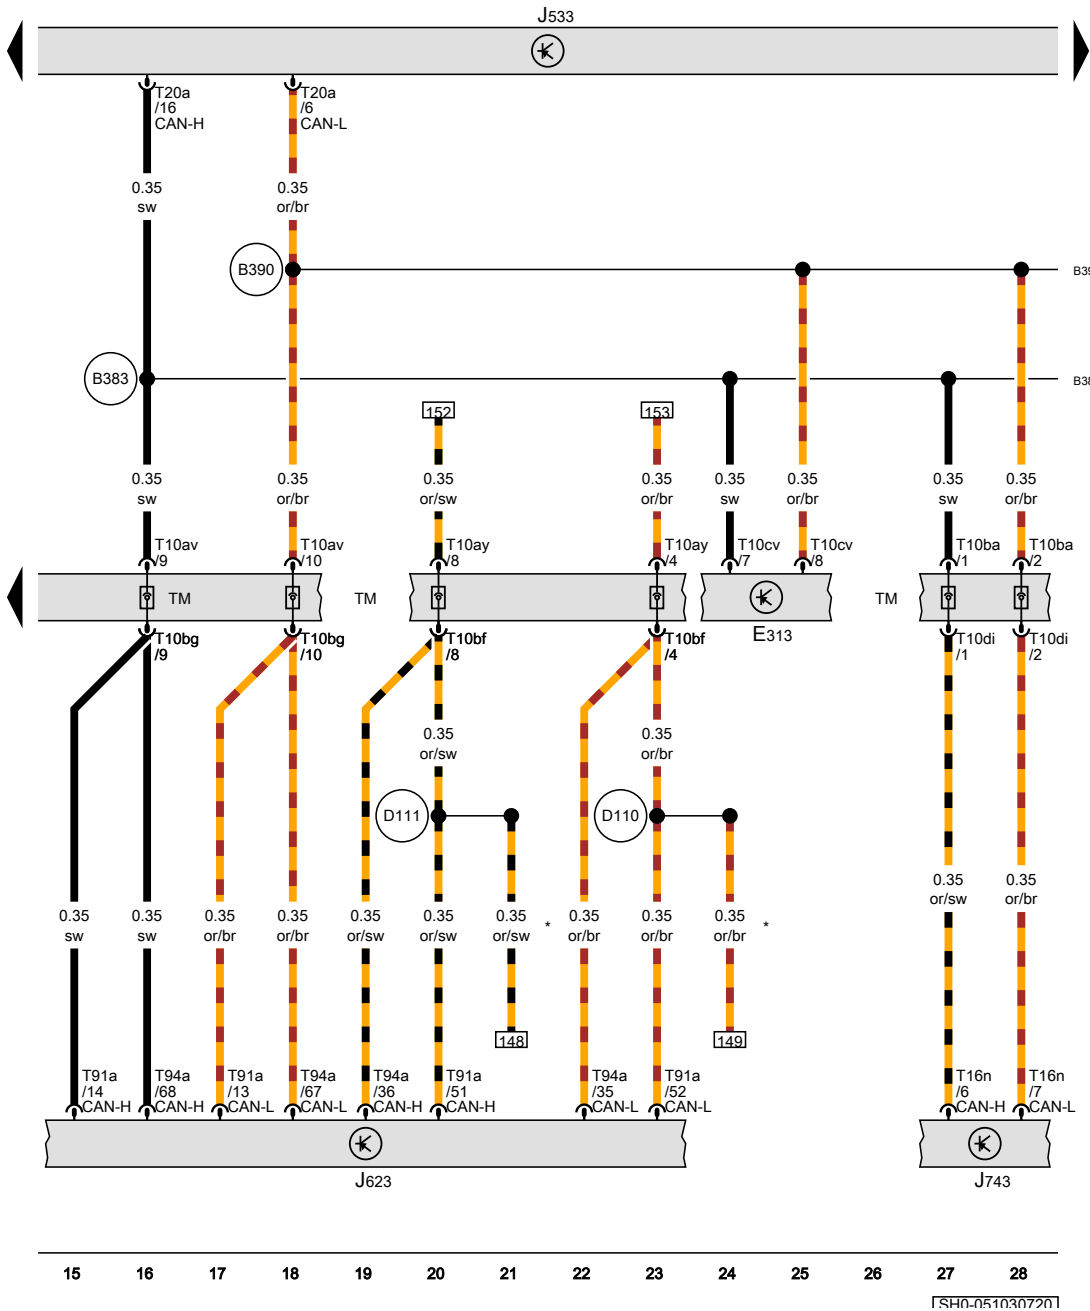 J533
T20a
/16
CAN-H
T20a
/6
CAN-L
0.35
sw
0.35
or/br
B390
B39
B383
B38
152
153
0.35
sw
0.35
or/br
0.35
or/sw
0.35
or/br
0.35
sw
0.35
or/br
0.35
sw
0.35
or/br
T10av
/9
T10av
/10
T10ay
/8
T10ay
/4
T10cv
/7
T10cv
/8
T10ba
/1
T10ba
/2
TM
TM
TM
E313
T10bg
/9
T10bg
/10
T10bf
/8
T10bf
/4
T10di
/1
T10di
/2
0.35
or/sw
0.35
or/br
D111
D110
0.35
or/sw
0.35
or/br
0.35
sw
0.35
sw
0.35
or/br
0.35
or/br
0.35
or/sw
0.35
or/sw
0.35
or/sw
*
0.35
or/br
0.35
or/br
0.35
or/br
*
148
149
T91a
/14
CAN-H
T94a
/68
CAN-H
T91a
/13
CAN-L
T94a
/67
CAN-L
T94a
/36
CAN-H
T91a
/51
CAN-H
T94a
/35
CAN-L
T91a
/52
CAN-L
T16n
/6
CAN-H
T16n
/7
CAN-L
J623
J743
15 16 17 18 19 20 21 22 23 24 25 26 27 28
SH0-051030720